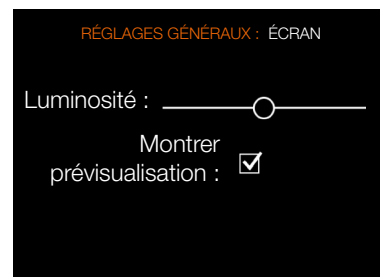 RÉGLAGES GÉNÉRAUX : ÉCRAN
Luminosité :
Montrer
prévisualisation :